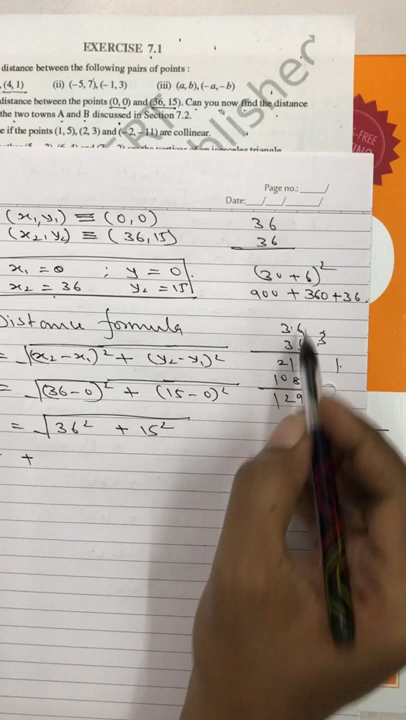 EXERCISE 7.1
distance between the following pairs of points :
(4, 1) (ii) (–5, 7), (–1, 3) (iii) (a, b), (–a, –b)
distance between the points (0, 0) and (36, 15). Can you now find the distance
the two towns A and B discussed in Section 7.2.
e if the points (1, 5), (2, 3) and (–2, –11) are collinear.
Page no.:
Date:
(x₁, y₁) ≡ (0, 0)
(x₂, y₂) ≡ (36, 15)
x₁ = 0 ; y = 0
x₂ = 36 y₂ = 15
Distance formula
= √(x₂ – x₁)² + (y₂ – y₁)²
= √(36 – 0)² + (15 – 0)²
= √36² + 15²
+
36
36
(30 + 6)²
900 + 360 + 36.
36